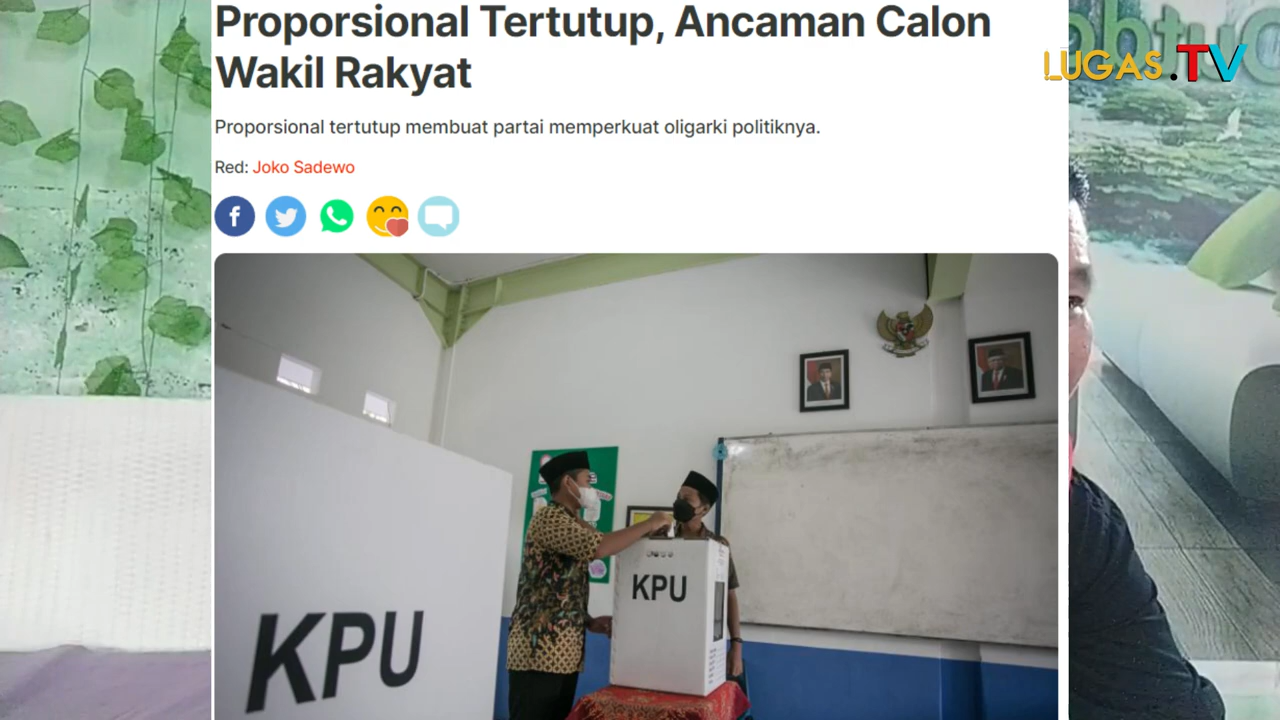 Proporsional Tertutup, Ancaman Calon
Wakil Rakyat
LUGAS.TV
Proporsional tertutup membuat partai memperkuat oligarki politiknya.
Red: Joko Sadewo
KPU
KPU